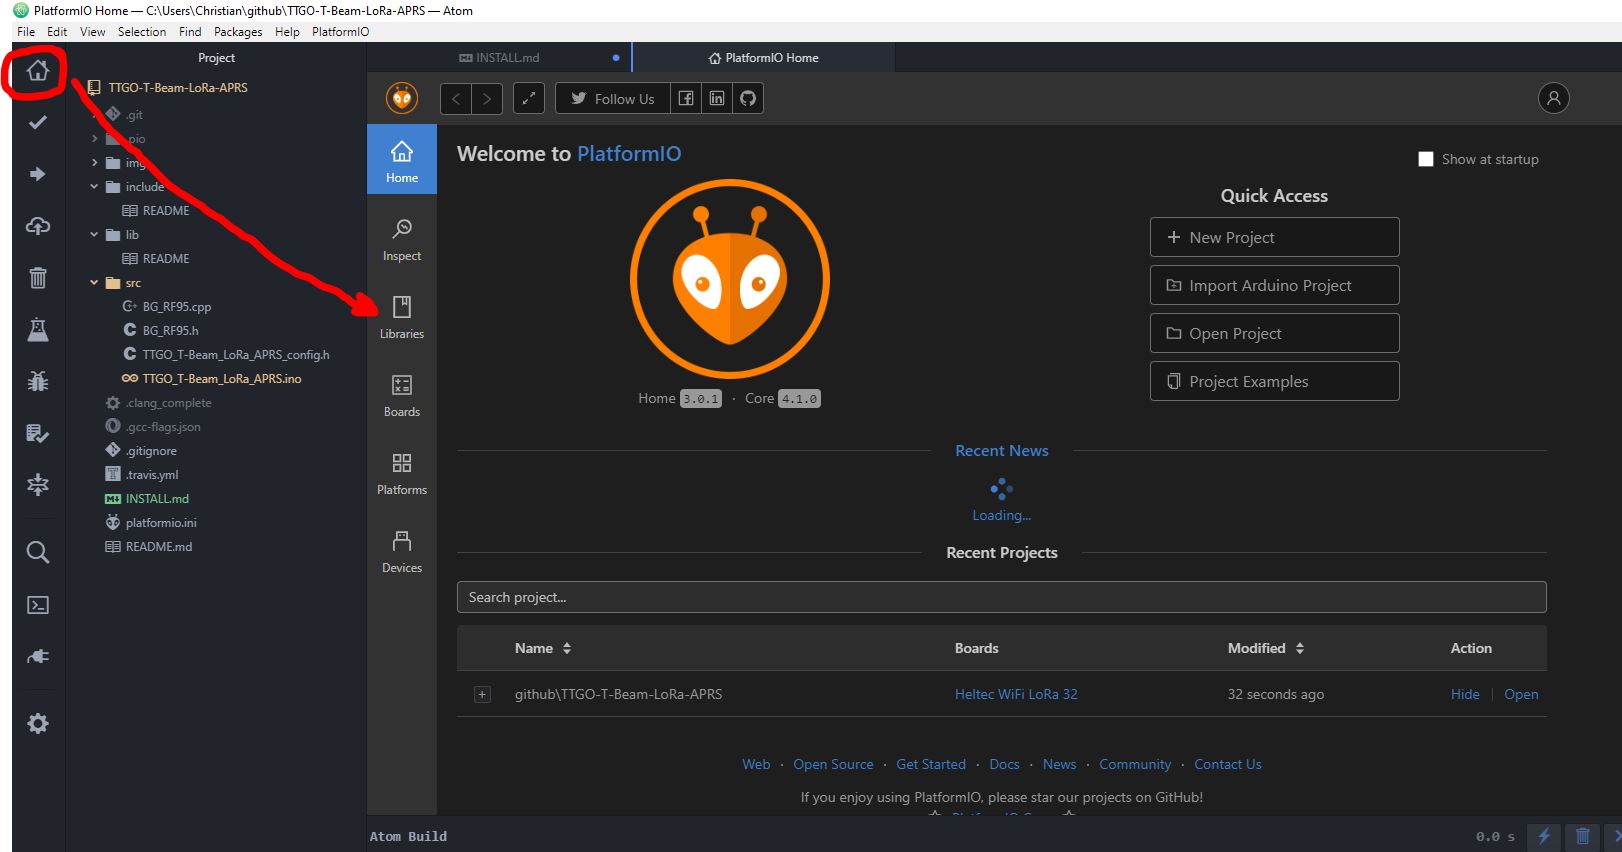 PlatformIO Home — C:\Users\Christian\github\TTGO-T-Beam-LoRa-APRS — Atom
File Edit View Selection Find Packages Help PlatformIO
Project
INSTALL.md
PlatformIO Home
TTGO-T-Beam-LoRa-APRS
.git
.pio
img
include
README
lib
README
src
BG_RF95.cpp
BG_RF95.h
TTGO_T-Beam_LoRa_APRS_config.h
TTGO_T-Beam_LoRa_APRS.ino
.clang_complete
.gcc-flags.json
.gitignore
.travis.yml
INSTALL.md
platformio.ini
README.md
Follow Us
Home
Inspect
Libraries
Boards
Platforms
Devices
Welcome to PlatformIO
Show at startup
Home 3.0.1 · Core 4.1.0
Quick Access
New Project
Import Arduino Project
Open Project
Project Examples
Recent News
Loading...
Recent Projects
Search project...
Name Boards Modified Action
github\TTGO-T-Beam-LoRa-APRS Heltec WiFi LoRa 32 32 seconds ago Hide Open
Web · Open Source · Get Started · Docs · News · Community · Contact Us
If you enjoy using PlatformIO, please star our projects on GitHub!
Atom Build 0.0 s